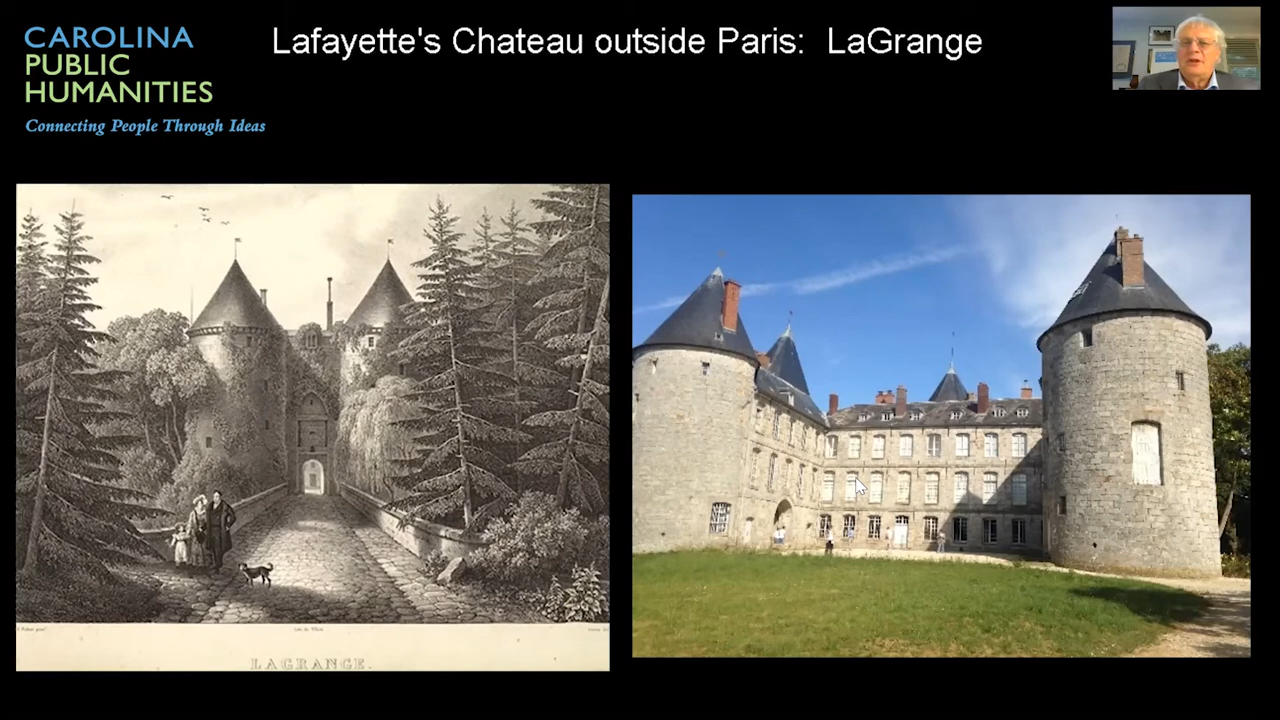 CAROLINA
PUBLIC
HUMANITIES
Connecting People Through Ideas
Lafayette's Chateau outside Paris: LaGrange
LAGRANGE.